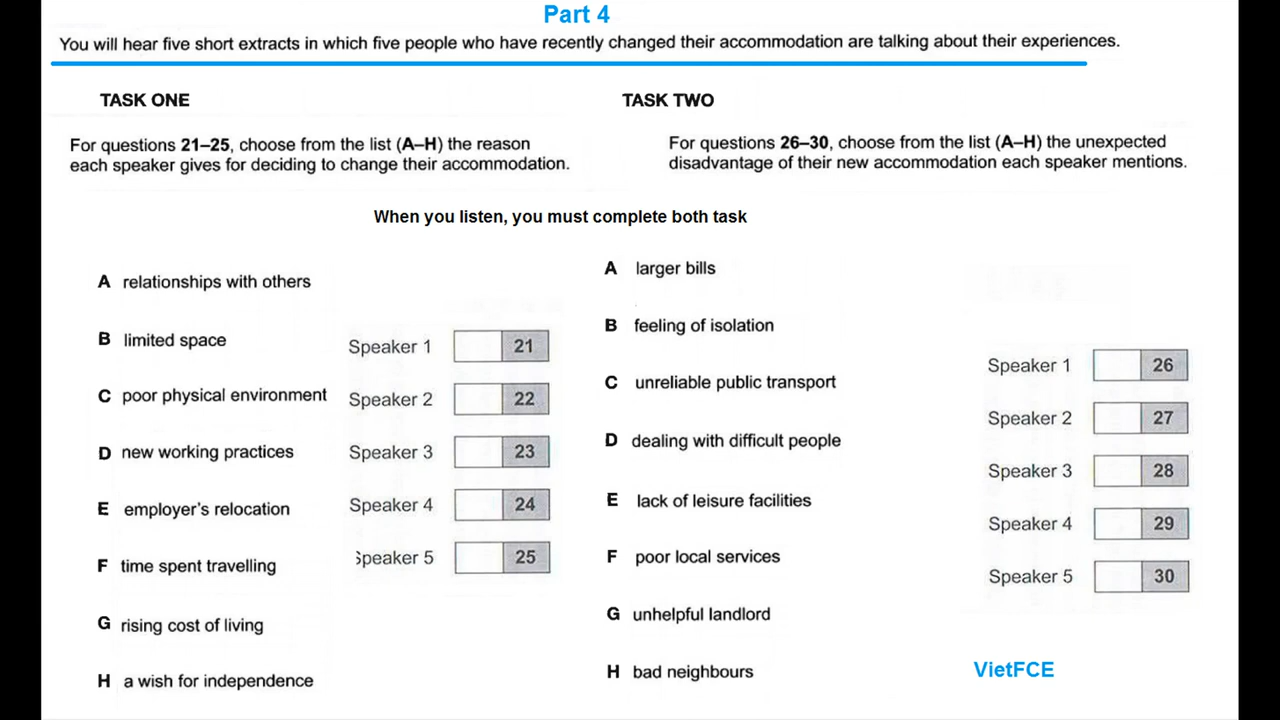 Part 4
You will hear five short extracts in which five people who have recently changed their accommodation are talking about their experiences.
TASK ONE
For questions 21–25, choose from the list (A–H) the reason
each speaker gives for deciding to change their accommodation.
TASK TWO
For questions 26–30, choose from the list (A–H) the unexpected
disadvantage of their new accommodation each speaker mentions.
When you listen, you must complete both task
A relationships with others
B limited space
C poor physical environment
D new working practices
E employer's relocation
F time spent travelling
G rising cost of living
H a wish for independence
Speaker 1 21
Speaker 2 22
Speaker 3 23
Speaker 4 24
Speaker 5 25
A larger bills
B feeling of isolation
C unreliable public transport
D dealing with difficult people
E lack of leisure facilities
F poor local services
G unhelpful landlord
H bad neighbours
Speaker 1 26
Speaker 2 27
Speaker 3 28
Speaker 4 29
Speaker 5 30
VietFCE